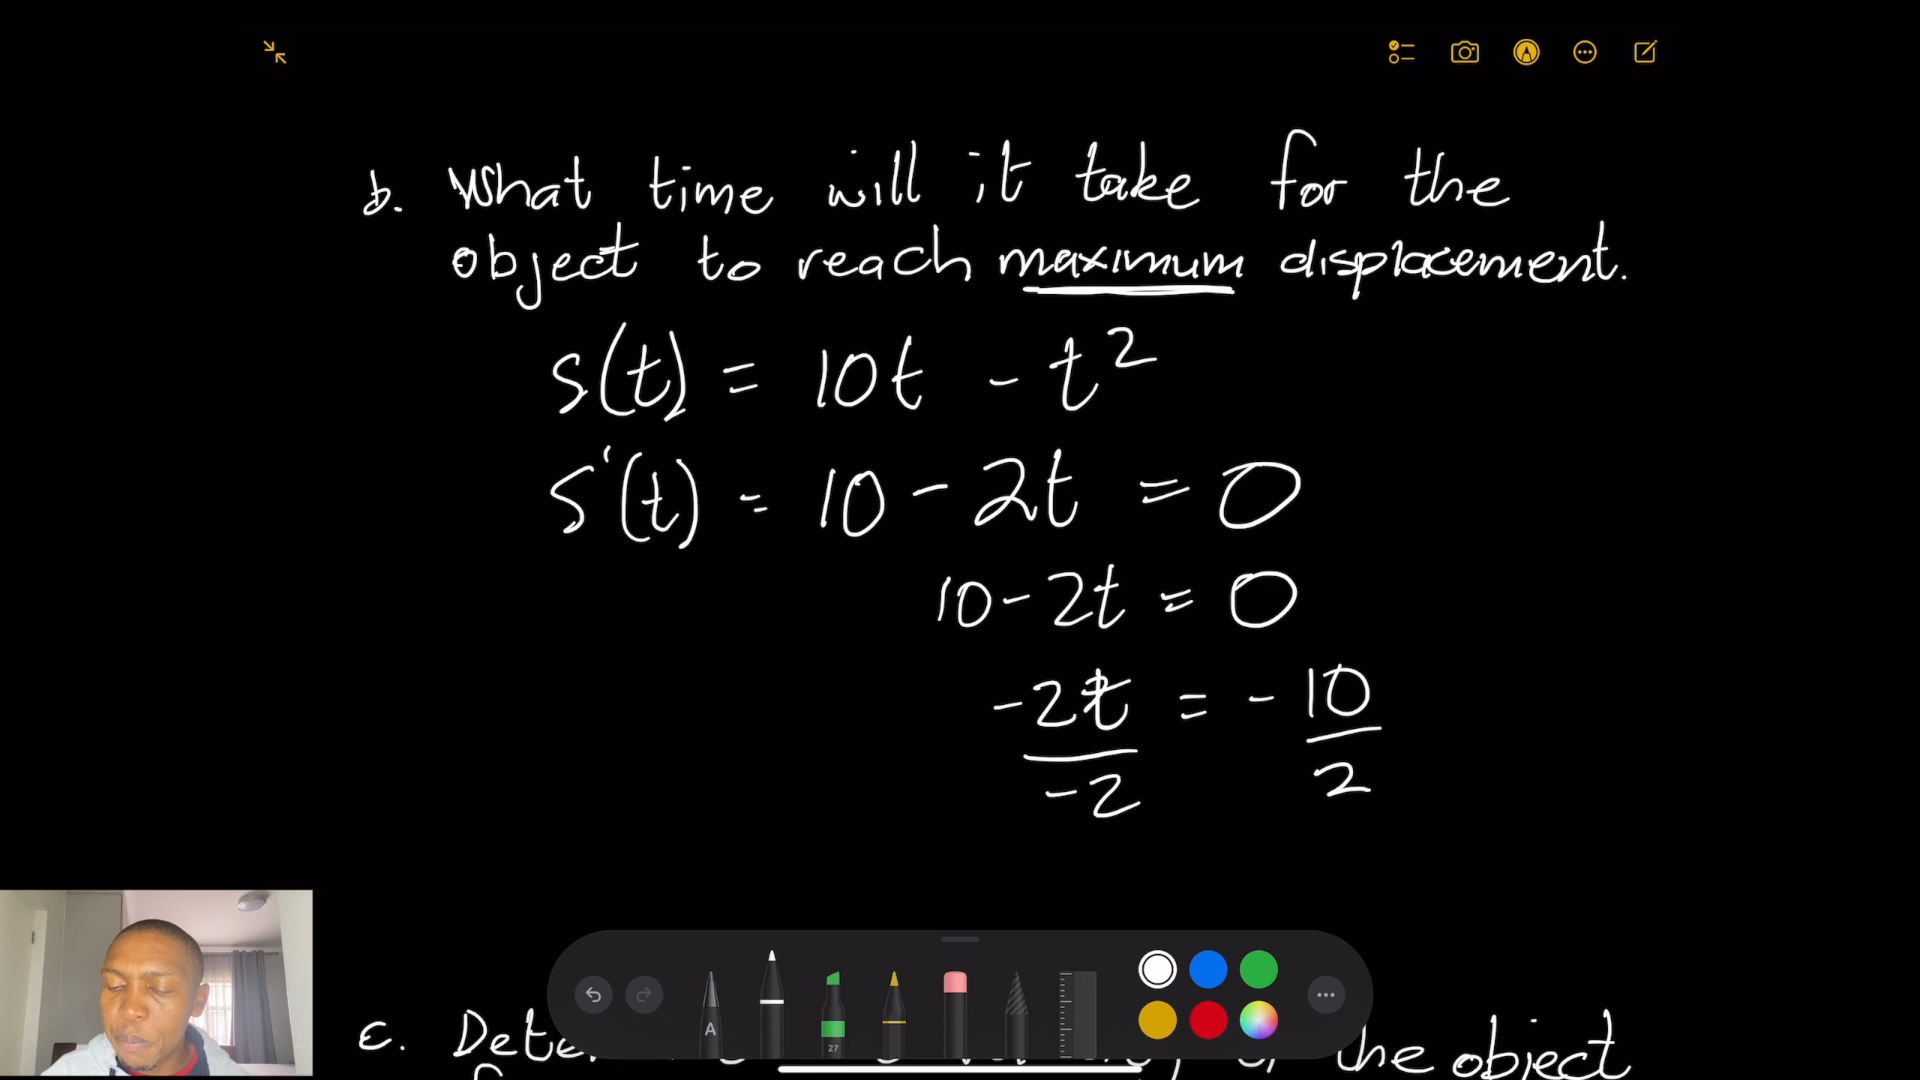 b. What time will it take for the
object to reach maximum displacement.
s(t) = 10t - t²
s'(t) = 10 - 2t = 0
10 - 2t = 0
-2t = - 10
-2 2
A
27
c. the object